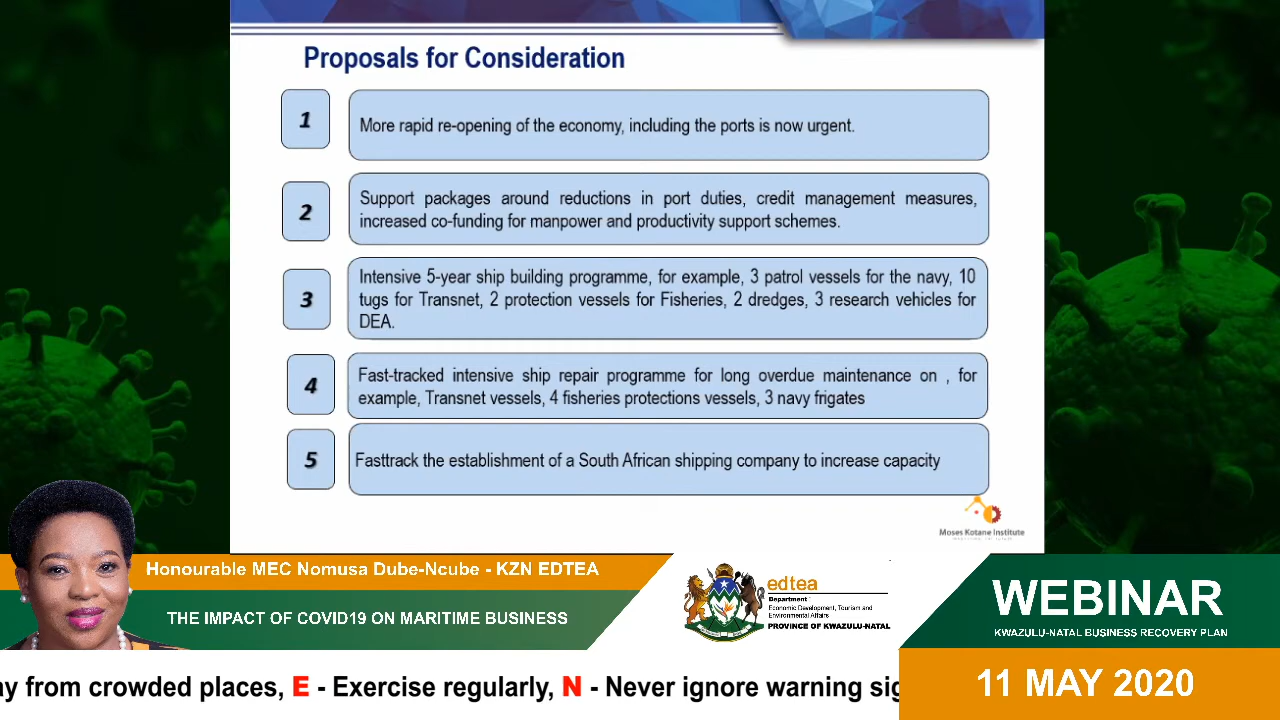 Proposals for Consideration
1
More rapid re-opening of the economy, including the ports is now urgent.
2
Support packages around reductions in port duties, credit management measures,
increased co-funding for manpower and productivity support schemes.
3
Intensive 5-year ship building programme, for example, 3 patrol vessels for the navy, 10
tugs for Transnet, 2 protection vessels for Fisheries, 2 dredges, 3 research vehicles for
DEA.
4
Fast-tracked intensive ship repair programme for long overdue maintenance on , for
example, Transnet vessels, 4 fisheries protections vessels, 3 navy frigates
5
Fasttrack the establishment of a South African shipping company to increase capacity
Moses Kotane Institute
Honourable MEC Nomusa Dube-Ncube - KZN EDTEA
THE IMPACT OF COVID19 ON MARITIME BUSINESS
edtea
Department:
Economic Development, Tourism and
Environmental Affairs
PROVINCE OF KWAZULU-NATAL
WEBINAR
KWAZULU-NATAL BUSINESS RECOVERY PLAN
11 MAY 2020
ay from crowded places, E - Exercise regularly, N - Never ignore warning sig